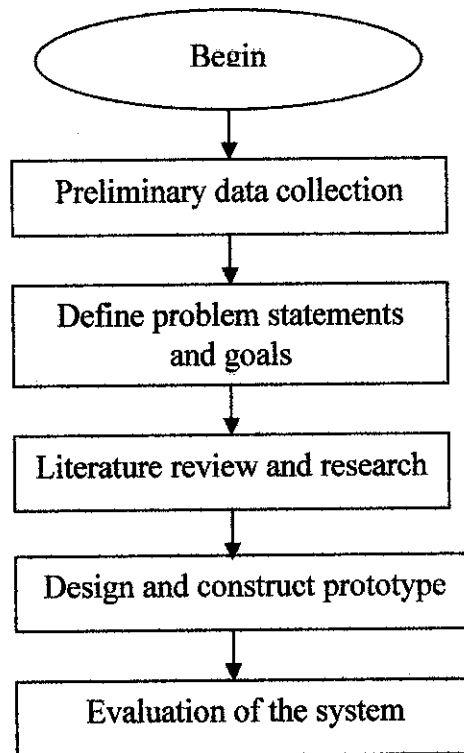 Begin
Preliminary data collection
Define problem statements
and goals
Literature review and research
Design and construct prototype
Evaluation of the system